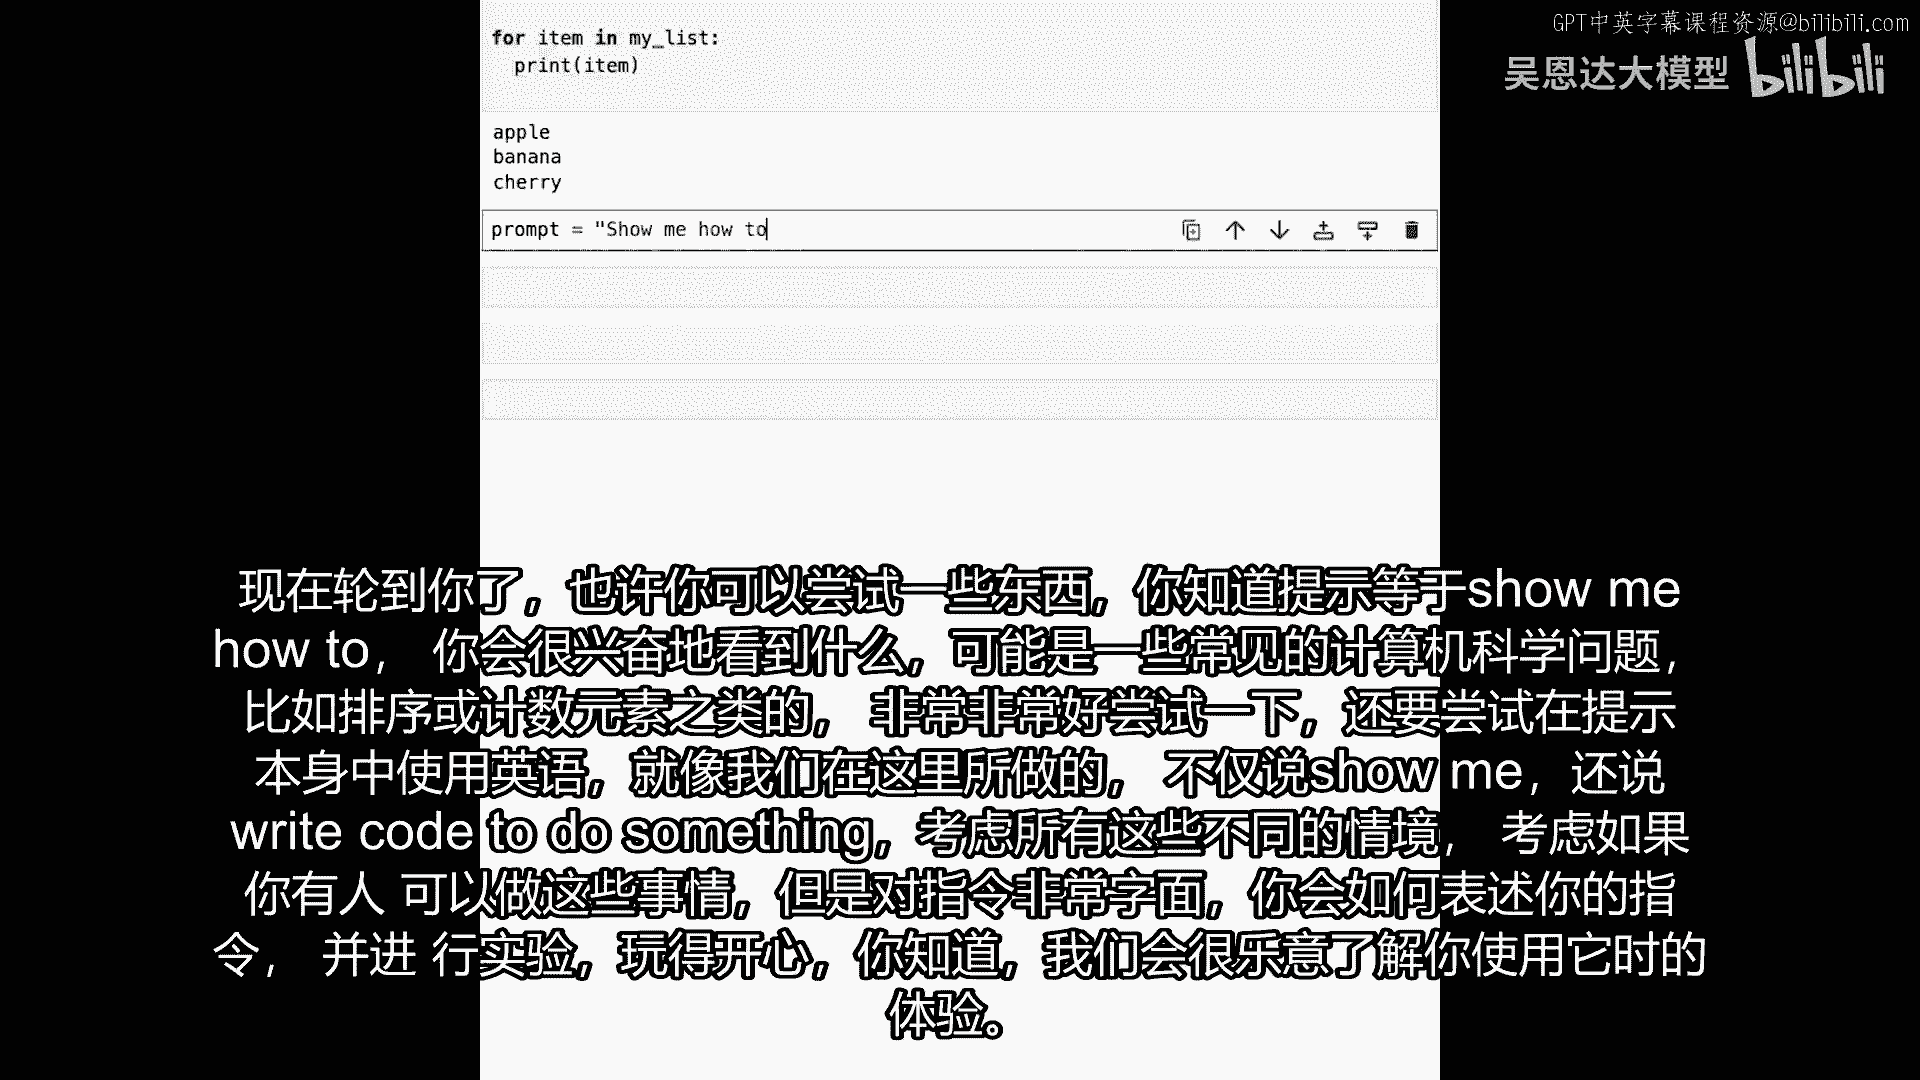 GPT中英字幕课程资源@bilibili.com
吴恩达大模型 bilibili
for item in my_list:
print(item)
apple
banana
cherry
prompt = "Show me how to
现在轮到你了，也许你可以尝试一些东西，你知道提示等于show me
how to， 你会很兴奋地看到什么，可能是一些常见的计算机科学问题，
比如排序或计数元素之类的， 非常非常好尝试一下，还要尝试在提示
本身中使用英语，就像我们在这里所做的， 不仅说show me，还说
write code to do something，考虑所有这些不同的情境， 考虑如果
你有人 可以做这些事情，但是对指令非常字面，你会如何表述你的指
令， 并进 行实验，玩得开心，你知道，我们会很乐意了解你使用它时的
体验。